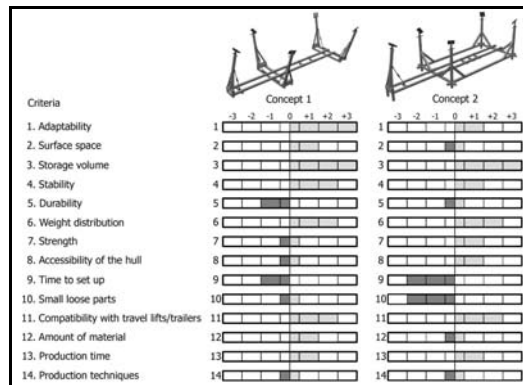 Criteria
Concept 1
Concept 2
-3 -2 -1 0 +1 +2 +3
-3 -2 -1 0 +1 +2 +3
1. Adaptability 1 1
2. Surface space 2 2
3. Storage volume 3 3
4. Stability 4 4
5. Durability 5 5
6. Weight distribution 6 6
7. Strength 7 7
8. Accessibility of the hull 8 8
9. Time to set up 9 9
10. Small loose parts 10 10
11. Compatibility with travel lifts/trailers 11 11
12. Amount of material 12 12
13. Production time 13 13
14. Production techniques 14 14